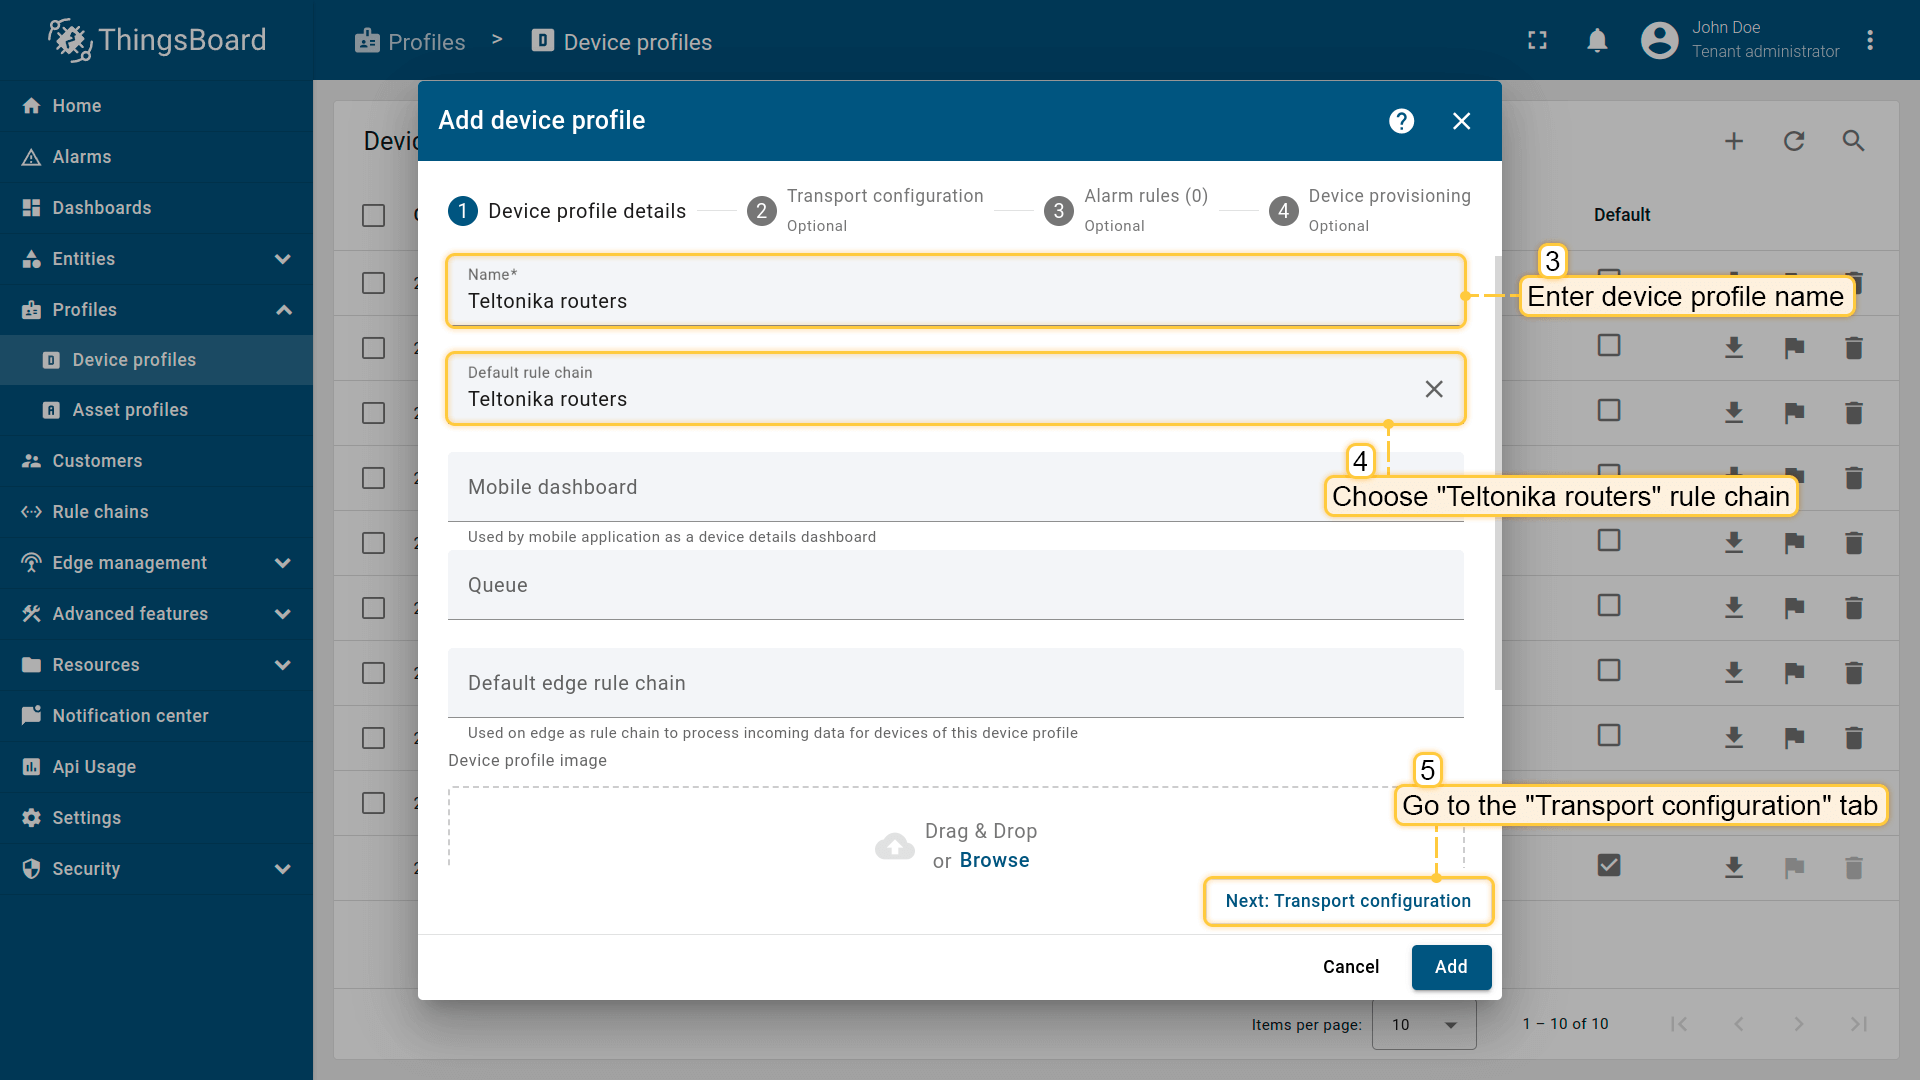 ThingsBoard
Profiles > Device profiles
John Doe
Tenant administrator
Home
Alarms
Dashboards
Entities
Profiles
Device profiles
Asset profiles
Customers
Rule chains
Edge management
Advanced features
Resources
Notification center
Api Usage
Settings
Security
Add device profile
1 Device profile details
2 Transport configuration
Optional
3 Alarm rules (0)
Optional
4 Device provisioning
Optional
Default
Name*
Teltonika routers
3
Enter device profile name
Default rule chain
Teltonika routers
4
Choose "Teltonika routers" rule chain
Mobile dashboard
Used by mobile application as a device details dashboard
Queue
Default edge rule chain
Used on edge as rule chain to process incoming data for devices of this device profile
Device profile image
5
Go to the "Transport configuration" tab
Drag & Drop
or Browse
Next: Transport configuration
Cancel
Add
Items per page: 10
1 – 10 of 10